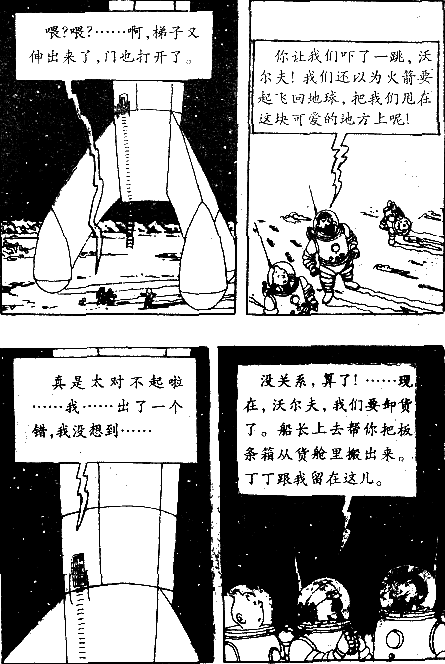 喂?喂?……啊,梯子又
伸出来了,门也打开了。
你让我们吓了一跳,沃
尔夫!我们还以为火箭要
起飞回地球,把我们甩在
这块可爱的地方上呢!
真是太对不起啦
……我……出了一个
错,我没想到……
没关系,算了!……现
在,沃尔夫,我们要卸货
了。船长上去帮你把板
条箱从货舱里搬出来。
丁丁跟我留在这儿。